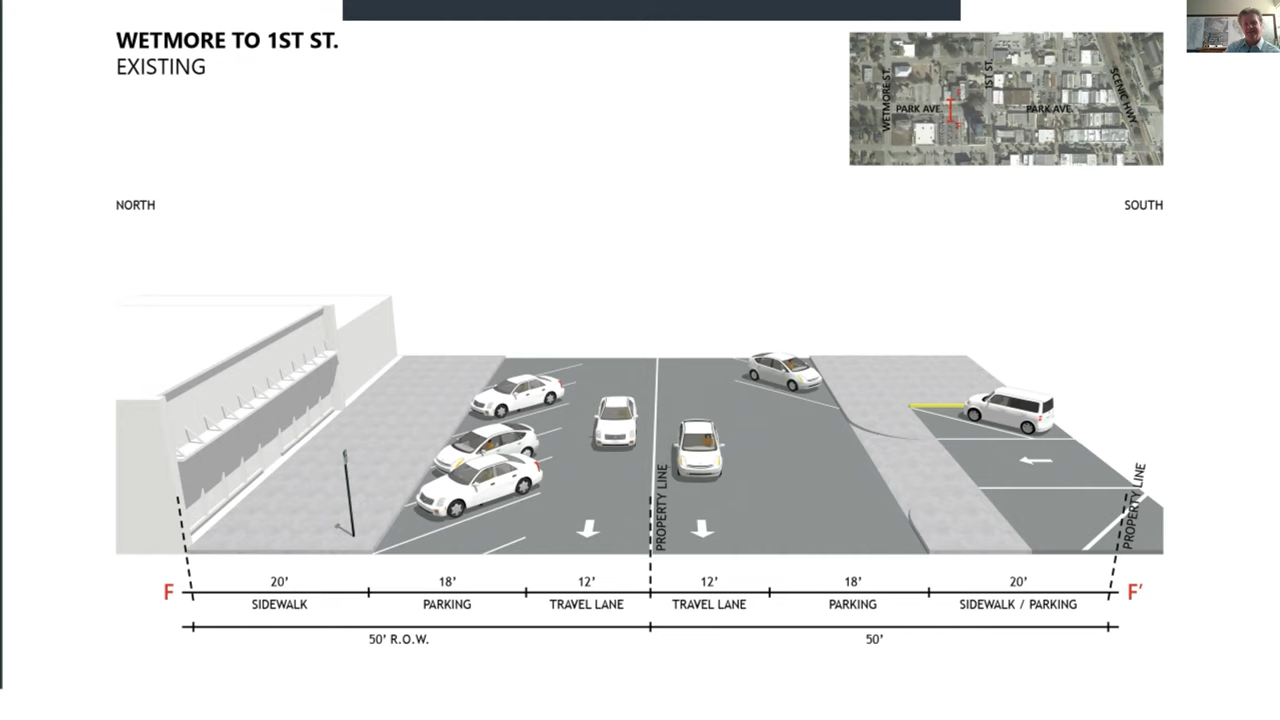 WETMORE TO 1ST ST.
EXISTING
WETMORE ST.
PARK AVE.
1ST ST.
PARK AVE.
SCENIC HWY
NORTH
SOUTH
PROPERTY LINE
PROPERTY LINE
F
20' 18' 12' 12' 18' 20'
F'
SIDEWALK PARKING TRAVEL LANE TRAVEL LANE PARKING SIDEWALK / PARKING
50' R.O.W. 50'